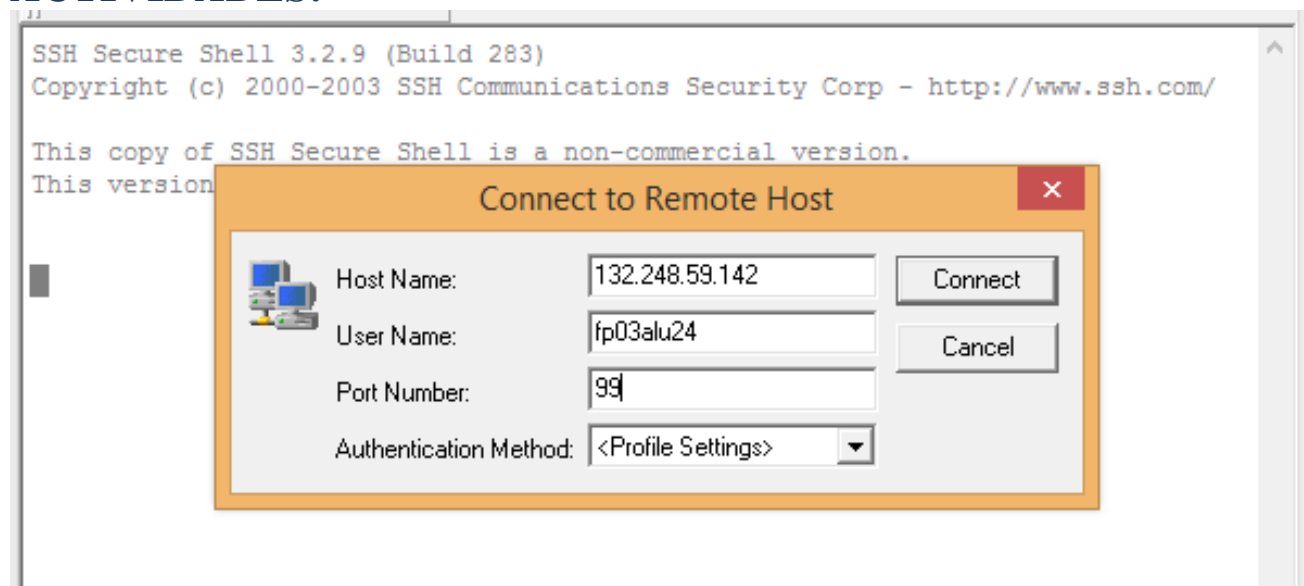 SSH Secure Shell 3.2.9 (Build 283)
Copyright (c) 2000-2003 SSH Communications Security Corp - http://www.ssh.com/
This copy of SSH Secure Shell is a non-commercial version.
This version
Connect to Remote Host
Host Name: 132.248.59.142 Connect
User Name: fp03alu24 Cancel
Port Number: 99
Authentication Method: <Profile Settings>